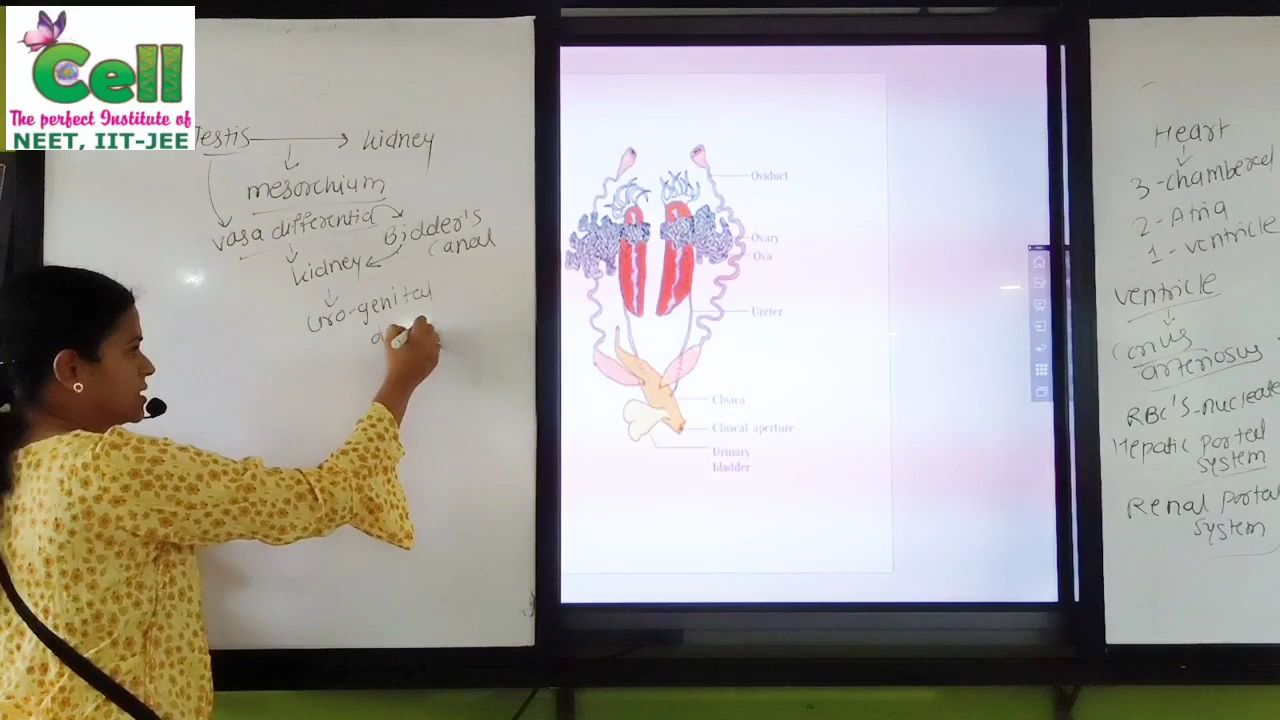 Cell
The perfect Institute of
NEET, IIT-JEE
Testis → kidney
mesorchium
vasa differentia
Bidder's
Canal
kidney
uro-genital
d
Oviduct
Ovary
Ova
Ureter
Cloaca
Cloacal aperture
Urinary
bladder
Heart
3-chambered
2-Atria
1-ventricle
ventricle
Conus
arteriosus
RBC's-nucleate
Hepatic portal
system
Renal portal
system